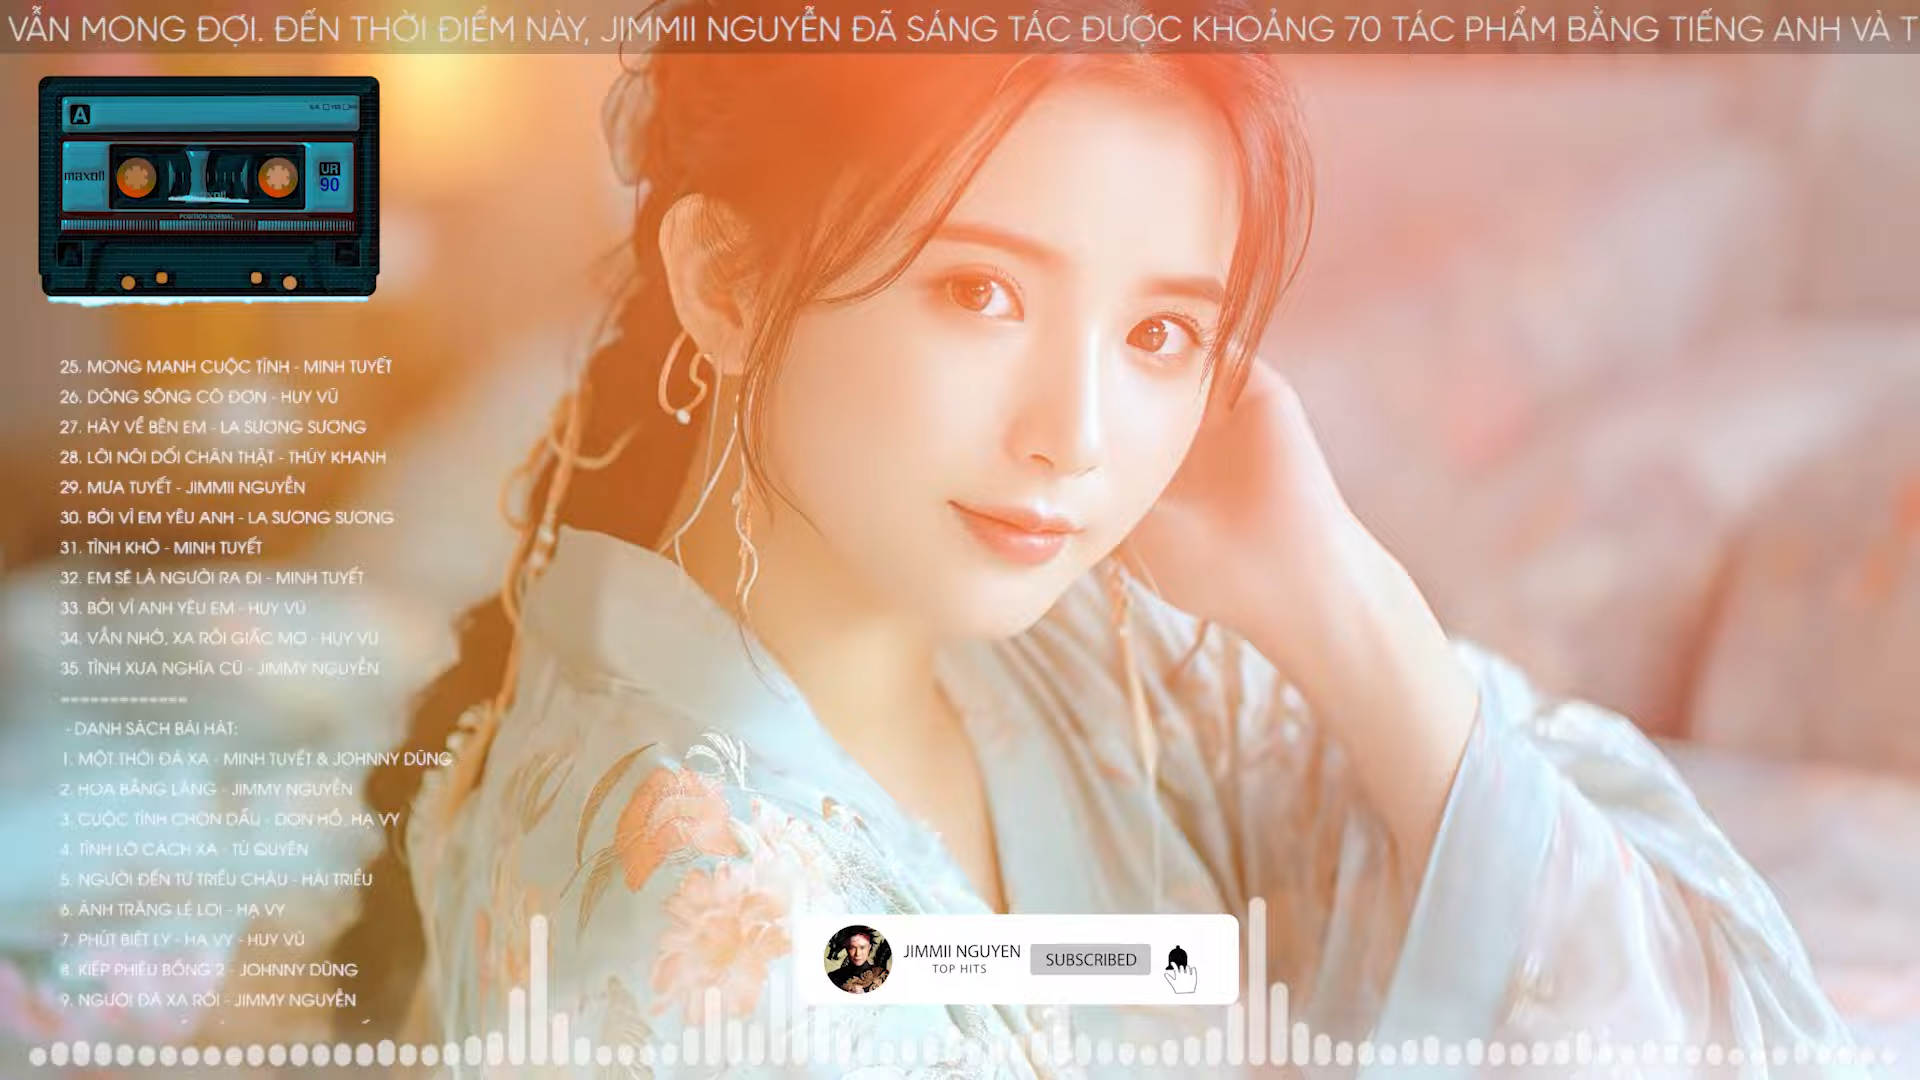 VẪN MONG ĐỢI. ĐẾN THỜI ĐIỂM NÀY, JIMMII NGUYỄN ĐÃ SÁNG TÁC ĐƯỢC KHOẢNG 70 TÁC PHẨM BẰNG TIẾNG ANH VÀ T
A
maxoll
UR
90
POSITION NORMAL
25. MONG MANH CUỘC TÌNH - MINH TUYẾT
26. DÒNG SÔNG CÔ ĐƠN - HUY VŨ
27. HÃY VỀ BÊN EM - LA SƯƠNG SƯƠNG
28. LỜI NÓI DỐI CHÂN THẬT - THÚY KHANH
29. MƯA TUYẾT - JIMMII NGUYỄN
30. BỞI VÌ EM YÊU ANH - LA SƯƠNG SƯƠNG
31. TÌNH KHỜ - MINH TUYẾT
32. EM SẼ LÀ NGƯỜI RA ĐI - MINH TUYẾT
33. BỞI VÌ ANH YÊU EM - HUY VŨ
34. VẪN NHỚ, XA RỒI GIẤC MƠ - HUY VŨ
35. TÌNH XƯA NGHĨA CŨ - JIMMY NGUYỄN
=============
- DANH SÁCH BÀI HÁT:
1. MỘT THỜI ĐÃ XA - MINH TUYẾT & JOHNNY DŨNG
2. HOA BẰNG LĂNG - JIMMY NGUYỄN
3. CUỘC TÌNH CHÔN DẤU - DON HỒ, HẠ VY
4. TÌNH LỠ CÁCH XA - TÚ QUYÊN
5. NGƯỜI ĐẾN TỪ TRIỀU CHÂU - HẢI TRIỀU
6. ÁNH TRĂNG LẺ LOI - HẠ VY
7. PHÚT BIỆT LY - HẠ VY - HUY VŨ
8. KIẾP PHIÊU BỒNG 2 - JOHNNY DŨNG
9. NGƯỜI ĐÃ XA RỒI - JIMMY NGUYỄN
JIMMII NGUYEN
TOP HITS
SUBSCRIBED